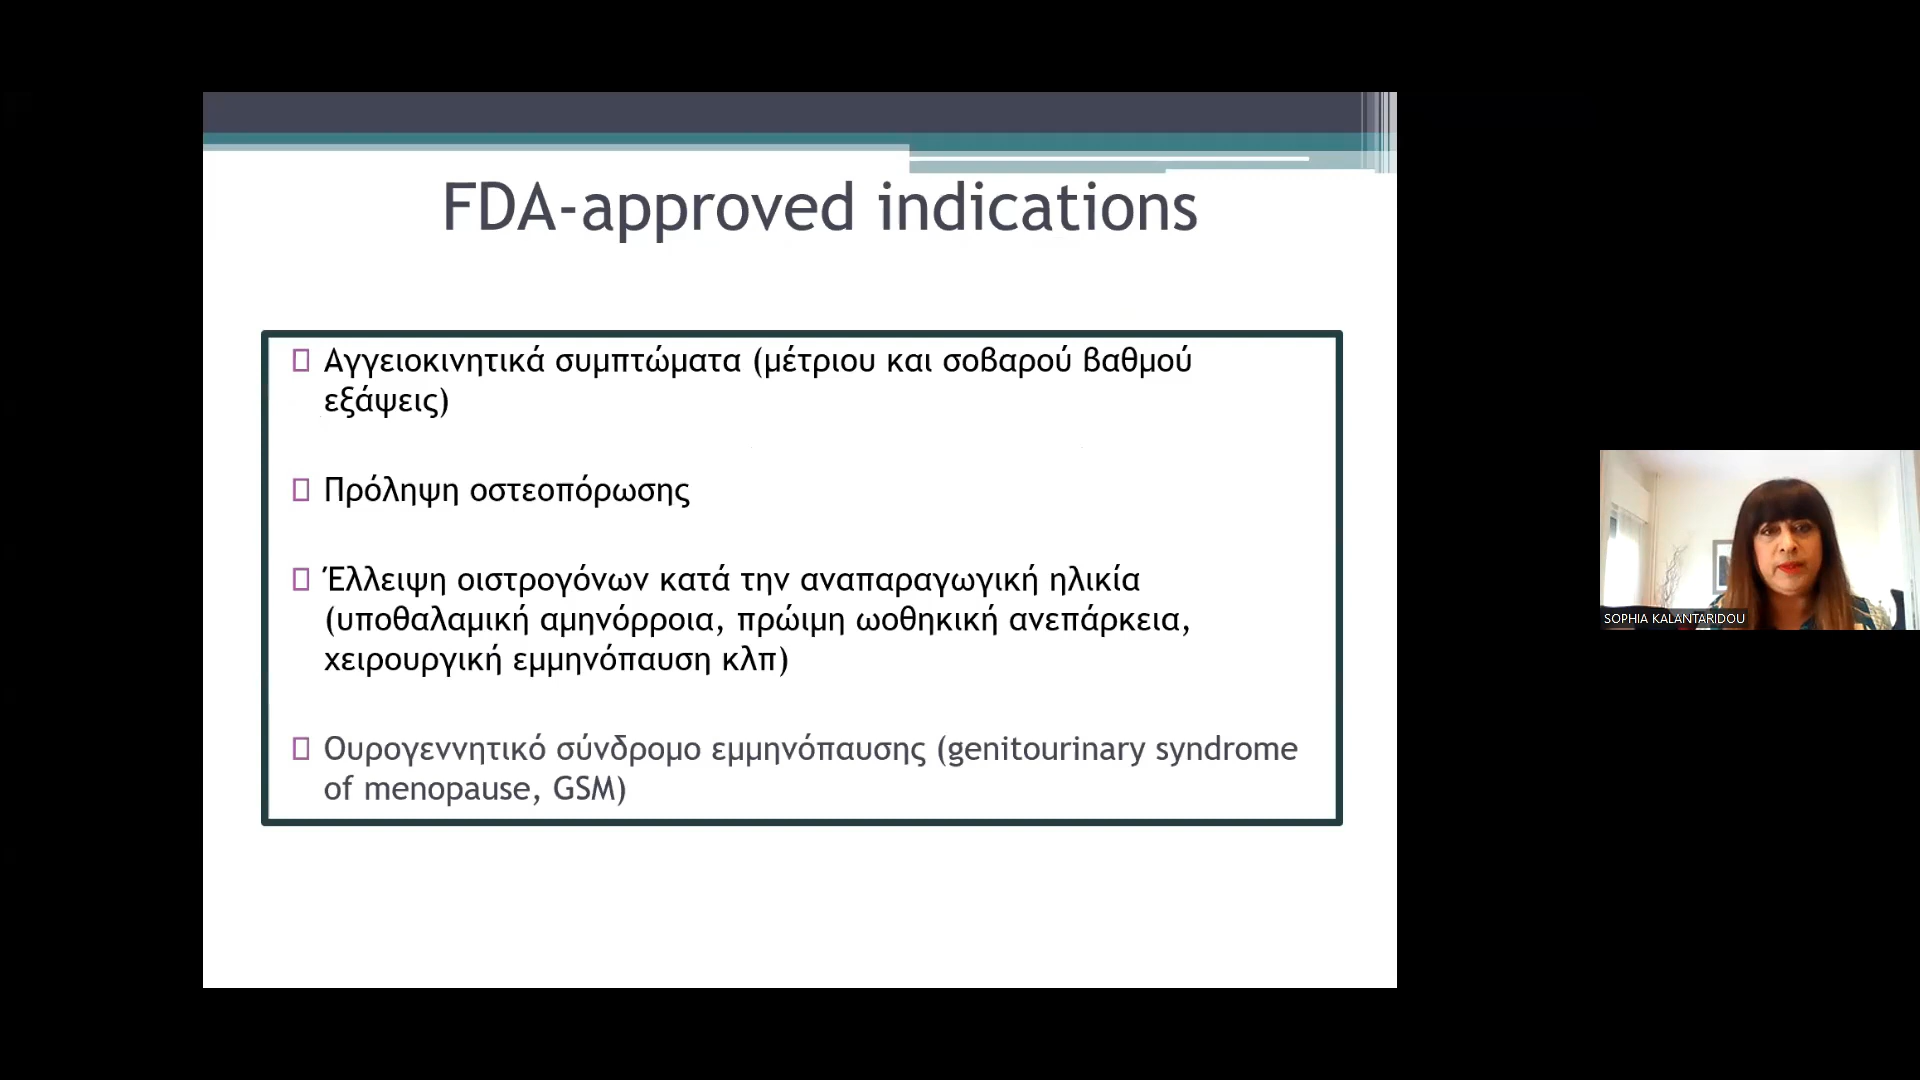 FDA-approved indications
Αγγειοκινητικά συμπτώματα (μέτριου και σοβαρού βαθμού
εξάψεις)
Πρόληψη οστεοπόρωσης
Έλλειψη οιστρογόνων κατά την αναπαραγωγική ηλικία
(υποθαλαμική αμηνόρροια, πρώιμη ωοθηκική ανεπάρκεια,
χειρουργική εμμηνόπαυση κλπ)
Ουρογεννητικό σύνδρομο εμμηνόπαυσης (genitourinary syndrome
of menopause, GSM)
SOPHIA KALANTARIDOU